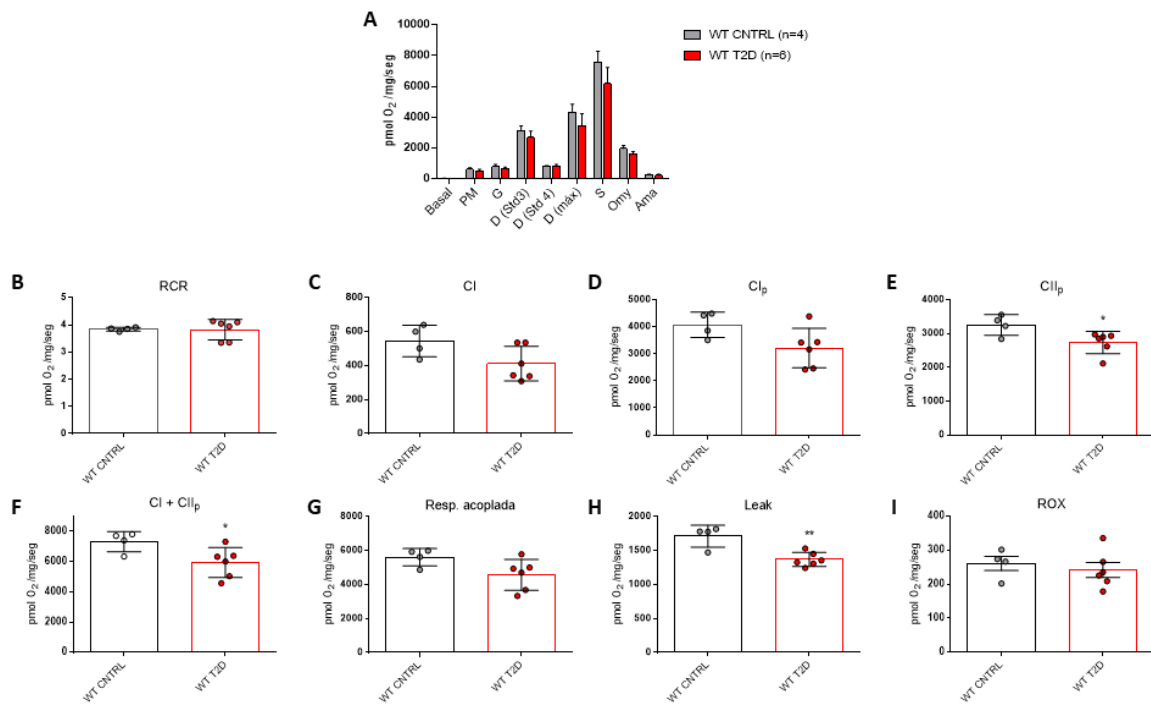 A
10000
8000
6000
4000
2000
0
pmol O2 /mg/seg
Basal
PM
G
D (Std3)
D (Std 4)
D (máx)
S
Omy
Ama
WT CNTRL (n=4)
WT T2D (n=6)
B
RCR
5
4
3
2
1
0
pmol O2 /mg/seg
WT CNTRL
WT T2D
C
CI
800
600
400
200
0
pmol O2 /mg/seg
WT CNTRL
WT T2D
D
CIp
5000
4000
3000
2000
1000
0
pmol O2 /mg/seg
WT CNTRL
WT T2D
E
CIIp
4000
3000
2000
1000
0
pmol O2 /mg/seg
*
WT CNTRL
WT T2D
F
CI + CIIp
8000
6000
4000
2000
0
pmol O2 /mg/seg
*
WT CNTRL
WT T2D
G
Resp. acoplada
8000
6000
4000
2000
0
pmol O2 /mg/seg
WT CNTRL
WT T2D
H
Leak
2000
1500
1000
500
0
pmol O2 /mg/seg
**
WT CNTRL
WT T2D
I
ROX
400
300
200
100
0
pmol O2 /mg/seg
WT CNTRL
WT T2D